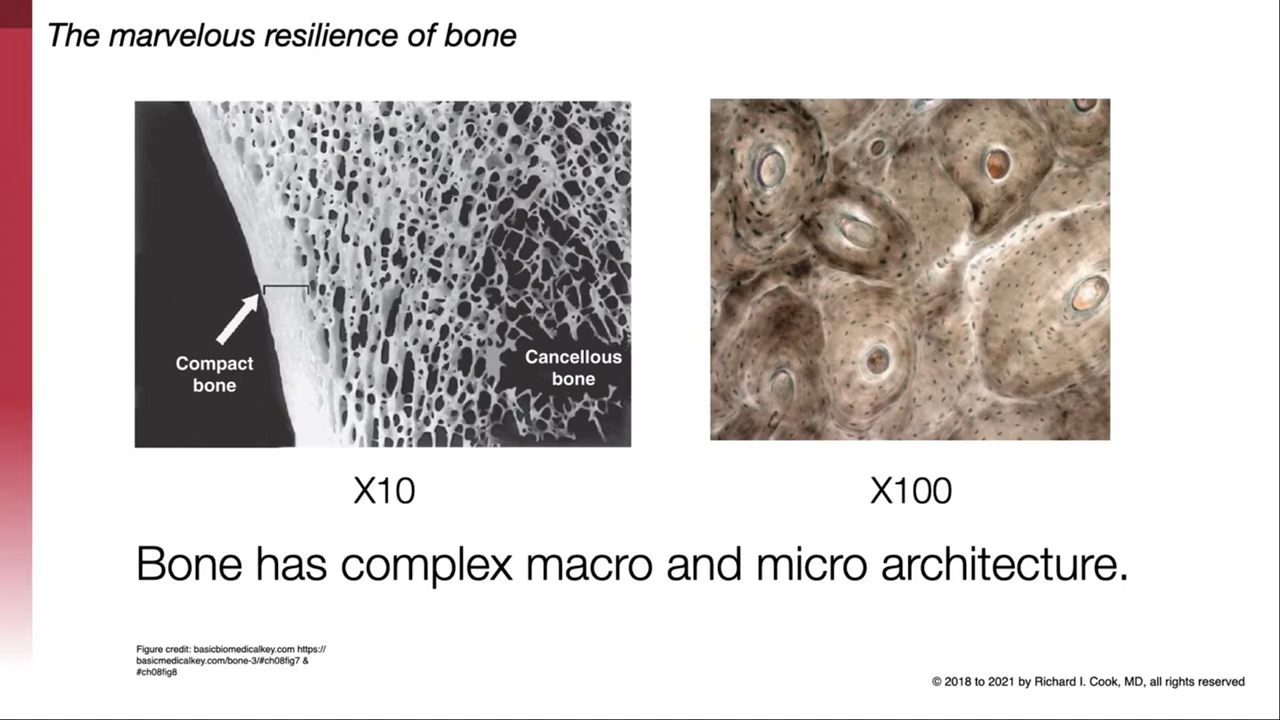 The marvelous resilience of bone
Compact
bone
Cancellous
bone
X10
X100
Bone has complex macro and micro architecture.
Figure credit: basicbiomedicalkey.com https://
basicmedicalkey.com/bone-3/#ch08fig7 &
#ch08fig8
© 2018 to 2021 by Richard I. Cook, MD, all rights reserved